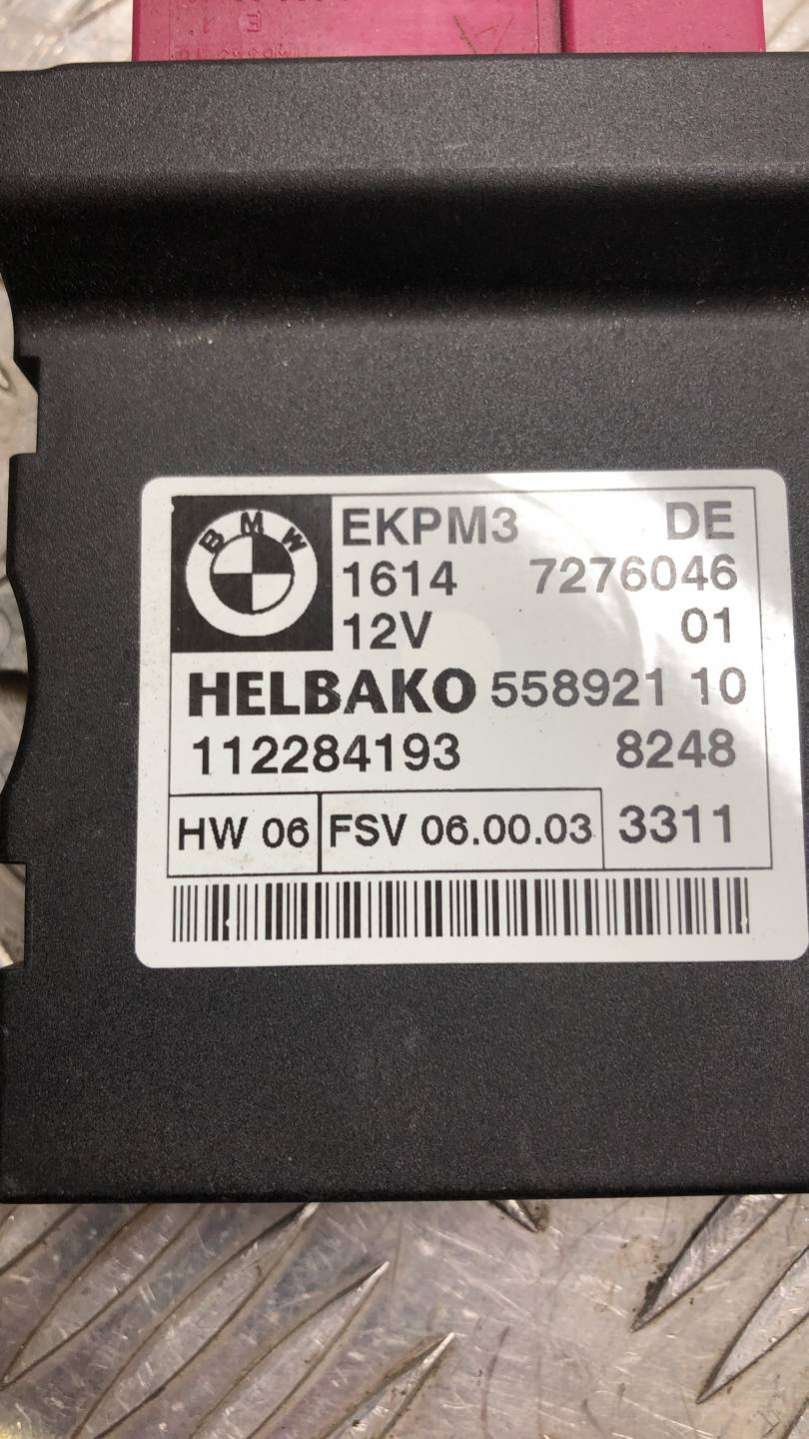 BMW
EKPM3 DE
1614 7276046
12V 01
HELBAKO 558921 10
112284193 8248
HW 06 FSV 06.00.03 3311